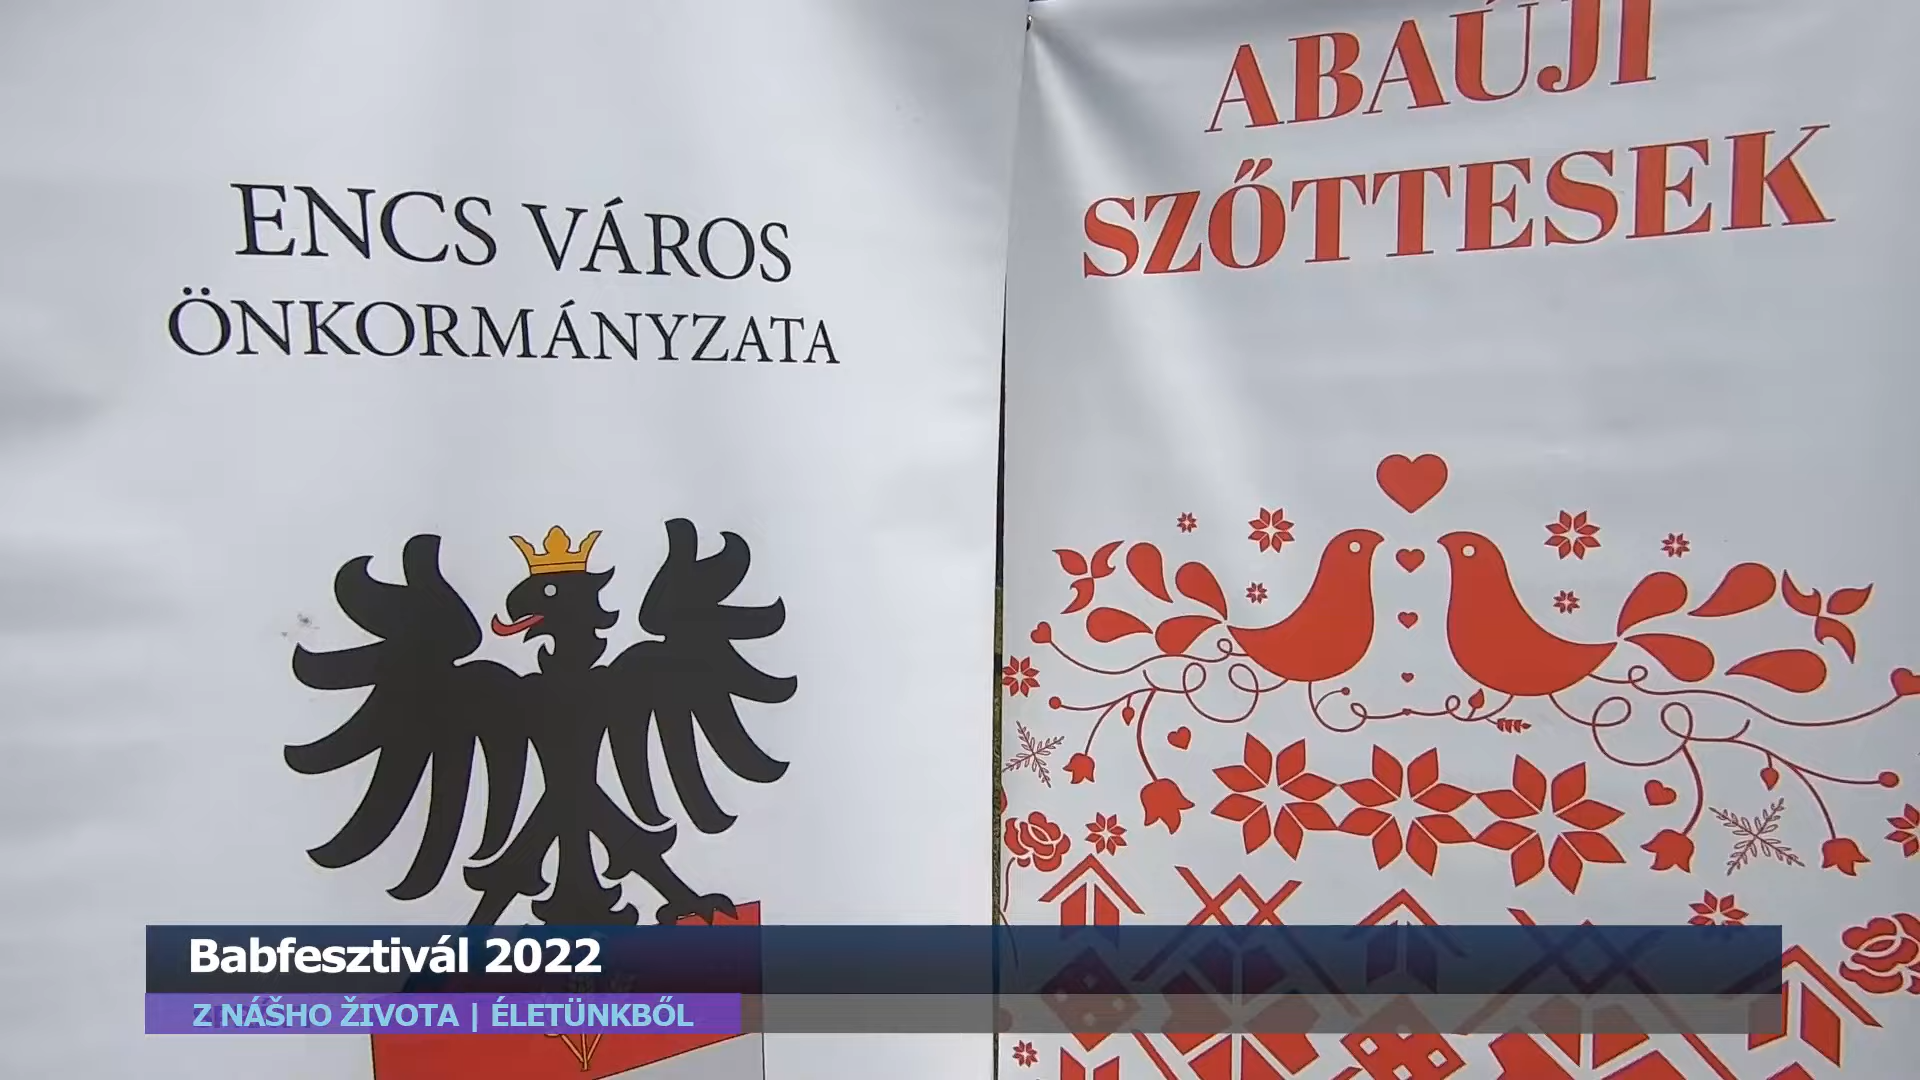 ENCS VÁROS
ÖNKORMÁNYZATA
ABAÚJI
SZŐTTESEK
Babfesztivál 2022
Z NÁŠHO ŽIVOTA | ÉLETÜNKBŐL